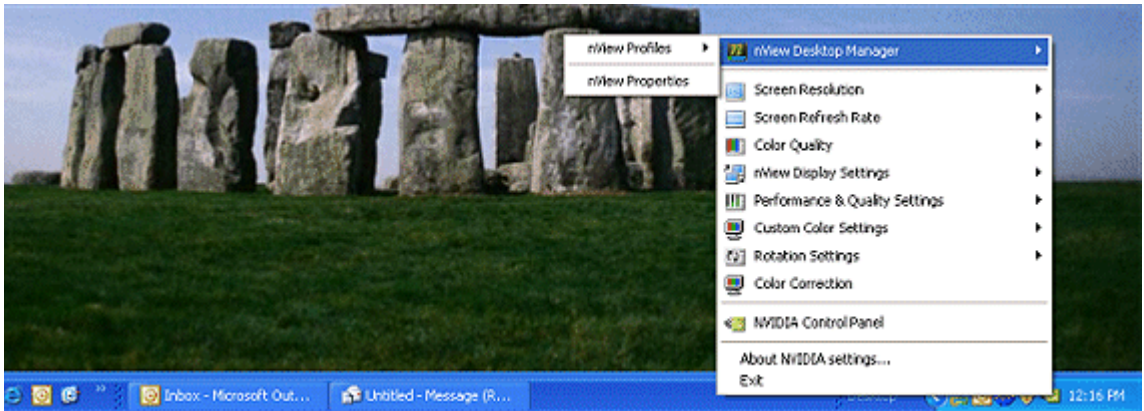 nView Profiles
nView Properties
nView Desktop Manager
Screen Resolution
Screen Refresh Rate
Color Quality
nView Display Settings
Performance & Quality Settings
Custom Color Settings
Rotation Settings
Color Correction
NVIDIA Control Panel
About NVIDIA settings...
Exit
»
Inbox - Microsoft Out...
Untitled - Message (R...
Desktop
12:16 PM